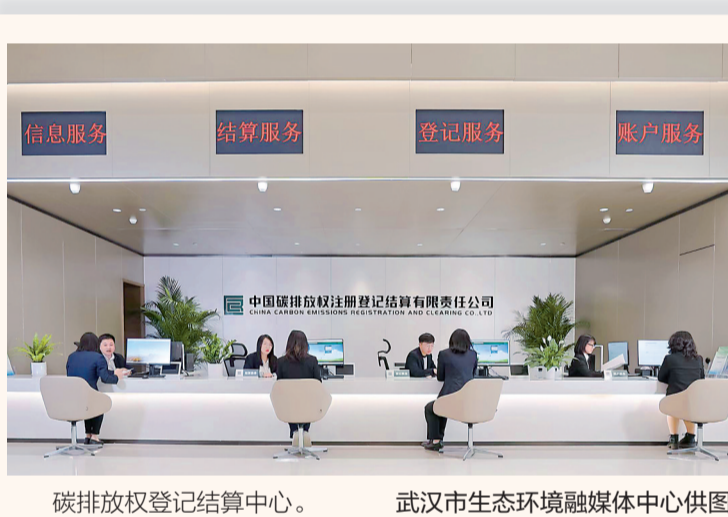 信息服务
结算服务
登记服务
账户服务
中国碳排放权注册登记结算有限责任公司
CHINA CARBON EMISSIONS REGISTRATION AND CLEARING CO.,LTD
碳排放权登记结算中心。
武汉市生态环境融媒体中心供图